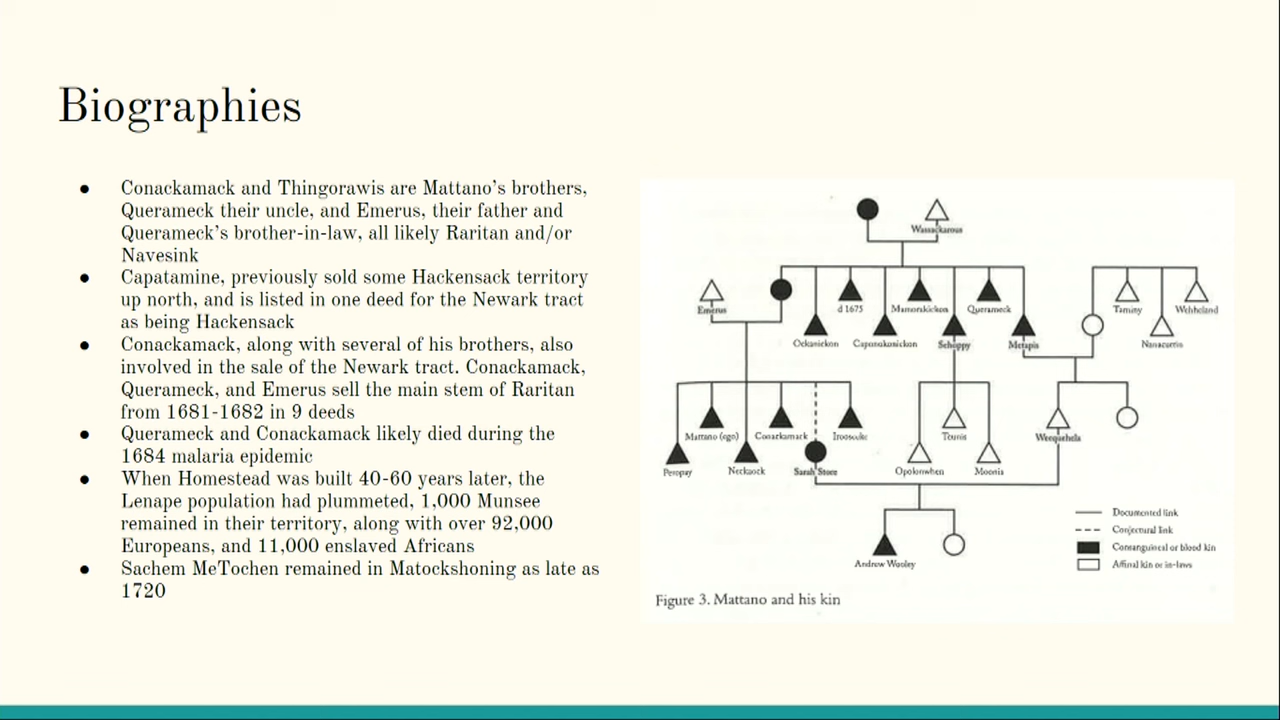 Biographies
● Conackamack and Thingorawis are Mattano's brothers,
Querameck their uncle, and Emerus, their father and
Querameck's brother-in-law, all likely Raritan and/or
Navesink
● Capatamine, previously sold some Hackensack territory
up north, and is listed in one deed for the Newark tract
as being Hackensack
● Conackamack, along with several of his brothers, also
involved in the sale of the Newark tract. Conackamack,
Querameck, and Emerus sell the main stem of Raritan
from 1681-1682 in 9 deeds
● Querameck and Conackamack likely died during the
1684 malaria epidemic
● When Homestead was built 40-60 years later, the
Lenape population had plummeted, 1,000 Munsee
remained in their territory, along with over 92,000
Europeans, and 11,000 enslaved Africans
● Sachem MeTochen remained in Matockshoning as late as
1720
Wassackarous
Emerus
d 1675
Mamorskickon
Querameck
Tammy
Wehheland
Ockanickon
Caponokonickon
Sehoppy
Metapis
Nanacuttin
Mattano (ego)
Conackamack
Irooseeke
Teunis
Weequehela
Peropay
Neckaock
Sarah Store
Opolonwhen
Moonis
Documented link
Conjectural link
Consanguineal or blood kin
Andrew Wooley
Affinal kin or in-laws
Figure 3. Mattano and his kin